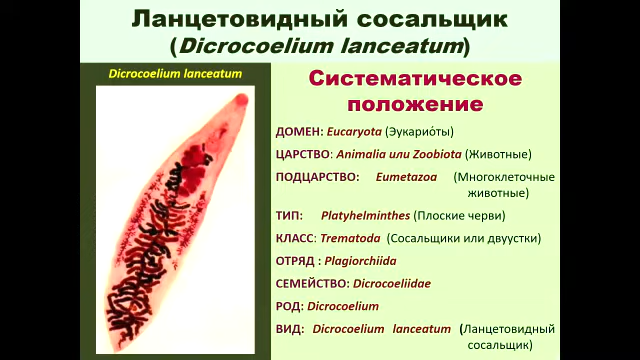 Ланцетовидный сосальщик
(Dicrocoelium lanceatum)
Dicrocoelium lanceatum
Систематическое
положение
ДОМЕН: Eucaryota (Эукарио́ты)
ЦАРСТВО: Animalia или Zoobiota (Животные)
ПОДЦАРСТВО: Eumetazoa (Многоклеточные
животные)
ТИП: Platyhelminthes (Плоские черви)
КЛАСС: Trematoda (Сосальщики или двуустки)
ОТРЯД : Plagiorchiida
СЕМЕЙСТВО: Dicrocoeliidae
РОД: Dicrocoelium
ВИД: Dicrocoelium lanceatum (Ланцетовидный
сосальщик)